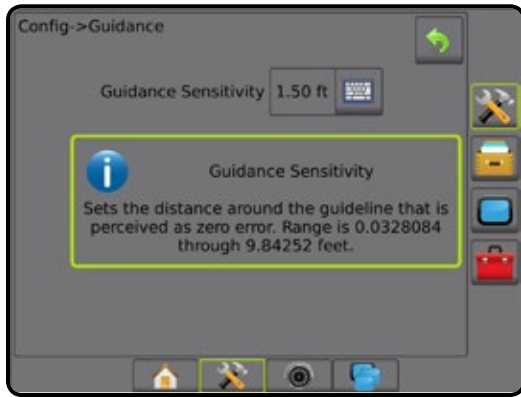 Config->Guidance
Guidance Sensitivity 1.50 ft
Guidance Sensitivity
Sets the distance around the guideline that is
perceived as zero error. Range is 0.0328084
through 9.84252 feet.